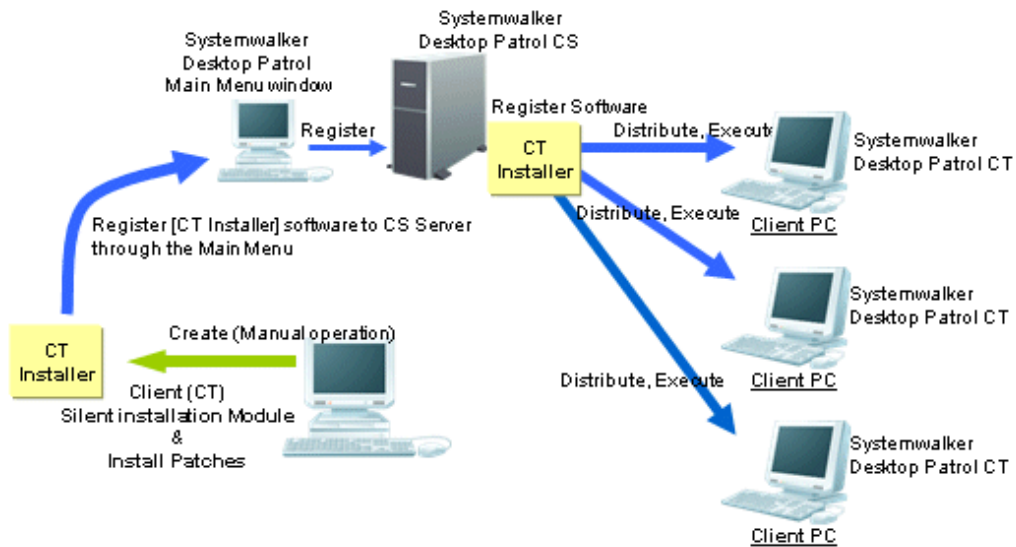 Systemwalker
Desktop Patrol
Main Menu window
Systemwalker
Desktop Patrol CS
Register
Register Software
CT
Installer
Distribute, Execute
Systemwalker
Desktop Patrol CT
Client PC
Distribute, Execute
Systemwalker
Desktop Patrol CT
Client PC
Distribute, Execute
Systemwalker
Desktop Patrol CT
Client PC
Register [CT Installer] software to CS Server
through the Main Menu
CT
Installer
Create (Manual operation)
Client (CT)
Silent installation Module
&
Install Patches